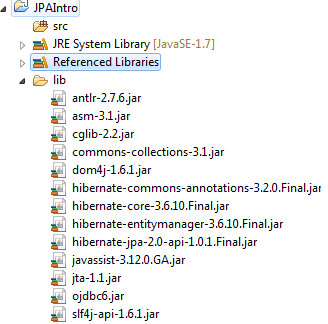 JPAIntro
src
JRE System Library [JavaSE-1.7]
Referenced Libraries
lib
antlr-2.7.6.jar
asm-3.1.jar
cglib-2.2.jar
commons-collections-3.1.jar
dom4j-1.6.1.jar
hibernate-commons-annotations-3.2.0.Final.jar
hibernate-core-3.6.10.Final.jar
hibernate-entitymanager-3.6.10.Final.jar
hibernate-jpa-2.0-api-1.0.1.Final.jar
javassist-3.12.0.GA.jar
jta-1.1.jar
ojdbc6.jar
slf4j-api-1.6.1.jar